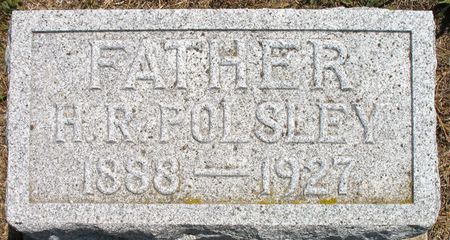 FATHER
H. R. POLSLEY
1888 — 1927